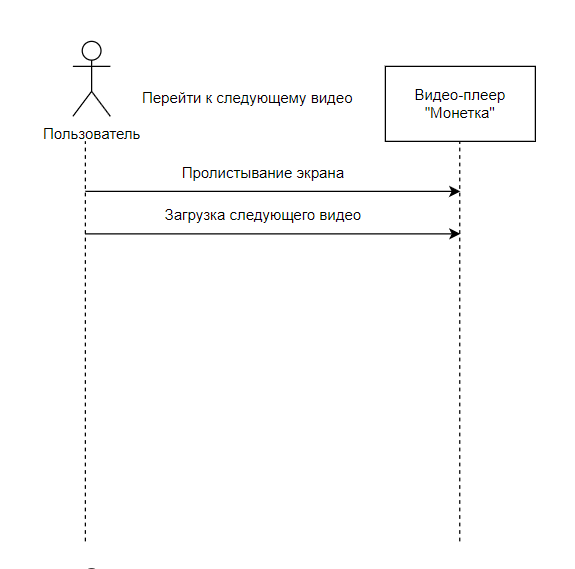 Перейти к следующему видео
Видео-плеер
"Монетка"
Пользователь
Пролистывание экрана
Загрузка следующего видео